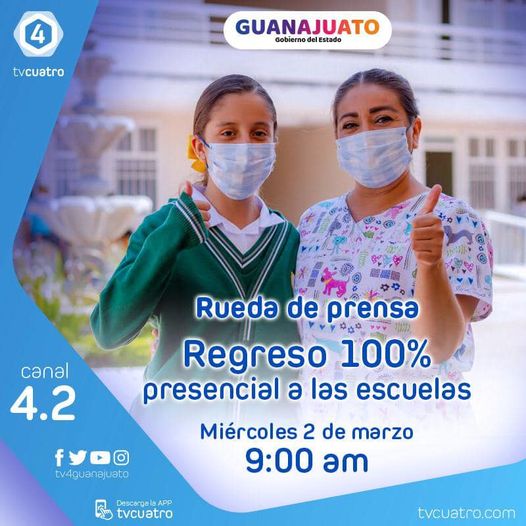 4
tvcuatro
GUANAJUATO
Gobierno del Estado
Rueda de prensa
Regreso 100%
presencial a las escuelas
Miércoles 2 de marzo
9:00 am
canal
4.2
tv4guanajuato
Descarga la APP
tvcuatro
tvcuatro.com